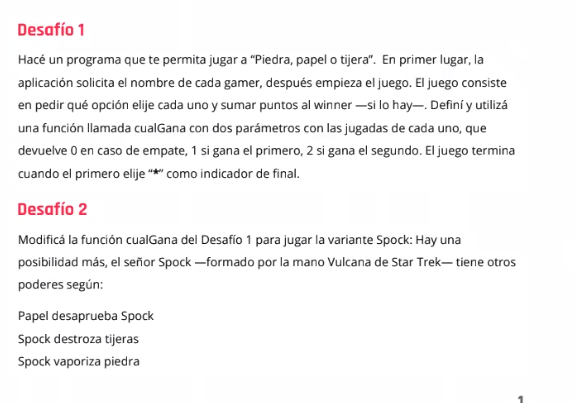 Desafío 1
Hacé un programa que te permita jugar a “Piedra, papel o tijera”.  En primer lugar, la
aplicación solicita el nombre de cada gamer, después empieza el juego. El juego consiste
en pedir qué opción elije cada uno y sumar puntos al winner —si lo hay—. Definí y utilizá
una función llamada cualGana con dos parámetros con las jugadas de cada uno, que
devuelve 0 en caso de empate, 1 si gana el primero, 2 si gana el segundo. El juego termina
cuando el primero elije “*” como indicador de final.
Desafío 2
Modificá la función cualGana del Desafío 1 para jugar la variante Spock: Hay una
posibilidad más, el señor Spock —formado por la mano Vulcana de Star Trek— tiene otros
poderes según:
Papel desaprueba Spock
Spock destroza tijeras
Spock vaporiza piedra
1